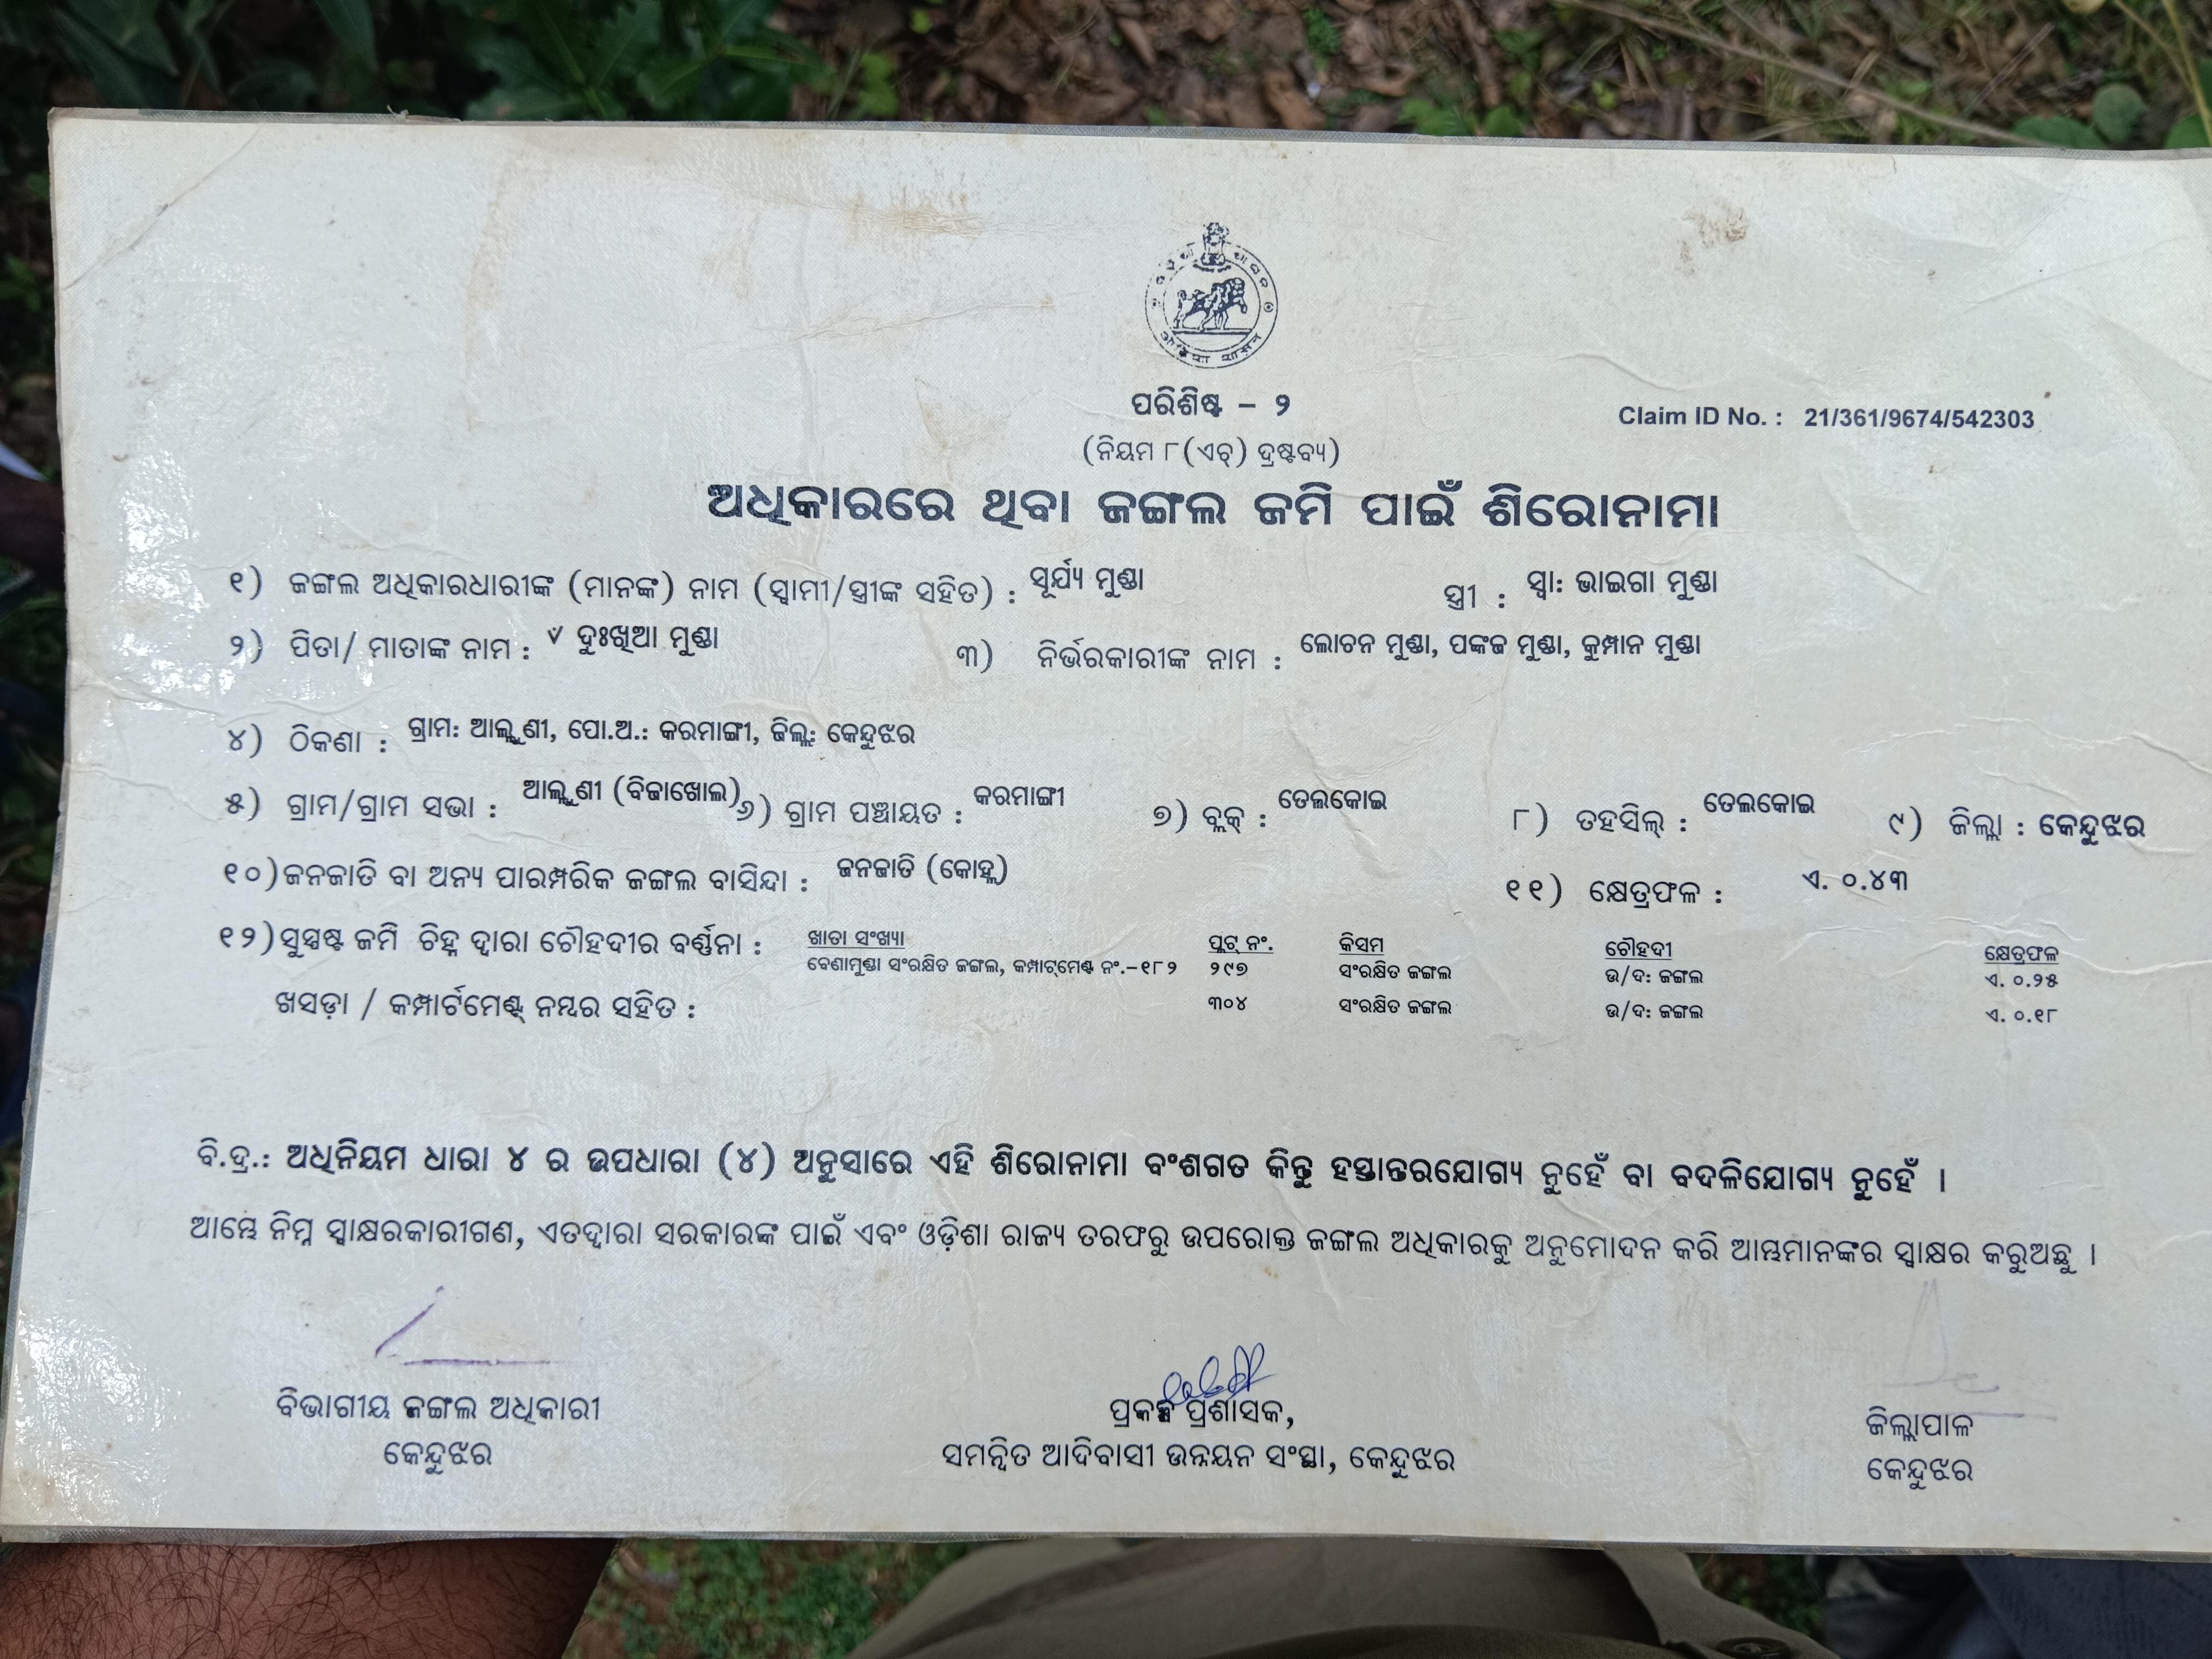 ପରିଶିଷ୍ଟ – ୨
Claim ID No. : 21/361/9674/542303
(ନିୟମ ୮(ଏଚ୍) ଦ୍ରଷ୍ଟବ୍ୟ)
ଅଧିକାରରେ ଥିବା ଜଙ୍ଗଲ ଜମି ପାଇଁ ଶିରୋନାମା
୧) ଜଙ୍ଗଲ ଅଧିକାରଧାରୀଙ୍କ (ମାନଙ୍କ) ନାମ (ସ୍ୱାମୀ/ସ୍ତ୍ରୀଙ୍କ ସହିତ) : ସୂର୍ଯ୍ୟ ମୁଣ୍ଡା ସ୍ତ୍ରୀ : ସ୍ୱା: ଭାଇଗା ମୁଣ୍ଡା
୨) ପିତା/ ମାତାଙ୍କ ନାମ : ଦୁଃଖିଆ ମୁଣ୍ଡା ୩) ନିର୍ଭରକାରୀଙ୍କ ନାମ : ଲୋଚନ ମୁଣ୍ଡା, ପଙ୍କଜ ମୁଣ୍ଡା, କୁମ୍ପାନ ମୁଣ୍ଡା
୪) ଠିକଣା : ଗ୍ରାମ: ଆଲ୍ଲୁଣୀ, ପୋ.ଅ.: କରମାଙ୍ଗୀ, ଜିଲ୍ଲା: କେନ୍ଦୁଝର
୫) ଗ୍ରାମ/ଗ୍ରାମ ସଭା : ଆଲ୍ଲୁଣୀ (ବିଜାଖୋଲ) ୬) ଗ୍ରାମ ପଞ୍ଚାୟତ : କରମାଙ୍ଗୀ ୭) ବ୍ଲକ୍ : ତେଲକୋଇ ୮) ତହସିଲ୍ : ତେଲକୋଇ ୯) ଜିଲ୍ଲା : କେନ୍ଦୁଝର
୧୦) ଜନଜାତି ବା ଅନ୍ୟ ପାରମ୍ପରିକ ଜଙ୍ଗଲ ବାସିନ୍ଦା : ଜନଜାତି (କୋହ୍ଲ) ୧୧) କ୍ଷେତ୍ରଫଳ : ଏ. ୦.୪୩
୧୨) ସୁସ୍ପଷ୍ଟ ଜମି ଚିହ୍ନ ଦ୍ୱାରା ଚୌହଦୀର ବର୍ଣ୍ଣନା : ଖାତା ସଂଖ୍ୟା ପ୍ଲଟ୍ ନଂ. କିସମ ଚୌହଦୀ କ୍ଷେତ୍ରଫଳ
ବେଣାମୁଣ୍ଡା ସଂରକ୍ଷିତ ଜଙ୍ଗଲ, କମ୍ପାଟ୍‌ମେଣ୍ଟ ନଂ.–୧୮୨ ୨୯୭ ସଂରକ୍ଷିତ ଜଙ୍ଗଲ ଉ/ଦ: ଜଙ୍ଗଲ ଏ. ୦.୨୫
ଖସଡ଼ା / କମ୍ପାର୍ଟମେଣ୍ଟ୍ ନମ୍ବର ସହିତ : ୩୦୪ ସଂରକ୍ଷିତ ଜଙ୍ଗଲ ଉ/ଦ: ଜଙ୍ଗଲ ଏ. ୦.୧୮
ବି.ଦ୍ର.: ଅଧିନିୟମ ଧାରା ୪ ର ଉପଧାରା (୪) ଅନୁସାରେ ଏହି ଶିରୋନାମା ବଂଶଗତ କିନ୍ତୁ ହସ୍ତାନ୍ତରଯୋଗ୍ୟ ନୁହେଁ ବା ବଦଳିଯୋଗ୍ୟ ନୁହେଁ ।
ଆମ୍ଭେ ନିମ୍ନ ସ୍ୱାକ୍ଷରକାରୀଗଣ, ଏତଦ୍ୱାରା ସରକାରଙ୍କ ପାଇଁ ଏବଂ ଓଡ଼ିଶା ରାଜ୍ୟ ତରଫରୁ ଉପରୋକ୍ତ ଜଙ୍ଗଲ ଅଧିକାରକୁ ଅନୁମୋଦନ କରି ଆମ୍ଭମାନଙ୍କର ସ୍ୱାକ୍ଷର କରୁଅଛୁ ।
ବିଭାଗୀୟ ଜଙ୍ଗଲ ଅଧିକାରୀ
କେନ୍ଦୁଝର
ପ୍ରକଳ୍ପ ପ୍ରଶାସକ,
ସମନ୍ୱିତ ଆଦିବାସୀ ଉନ୍ନୟନ ସଂସ୍ଥା, କେନ୍ଦୁଝର
ଜିଲ୍ଲାପାଳ
କେନ୍ଦୁଝର